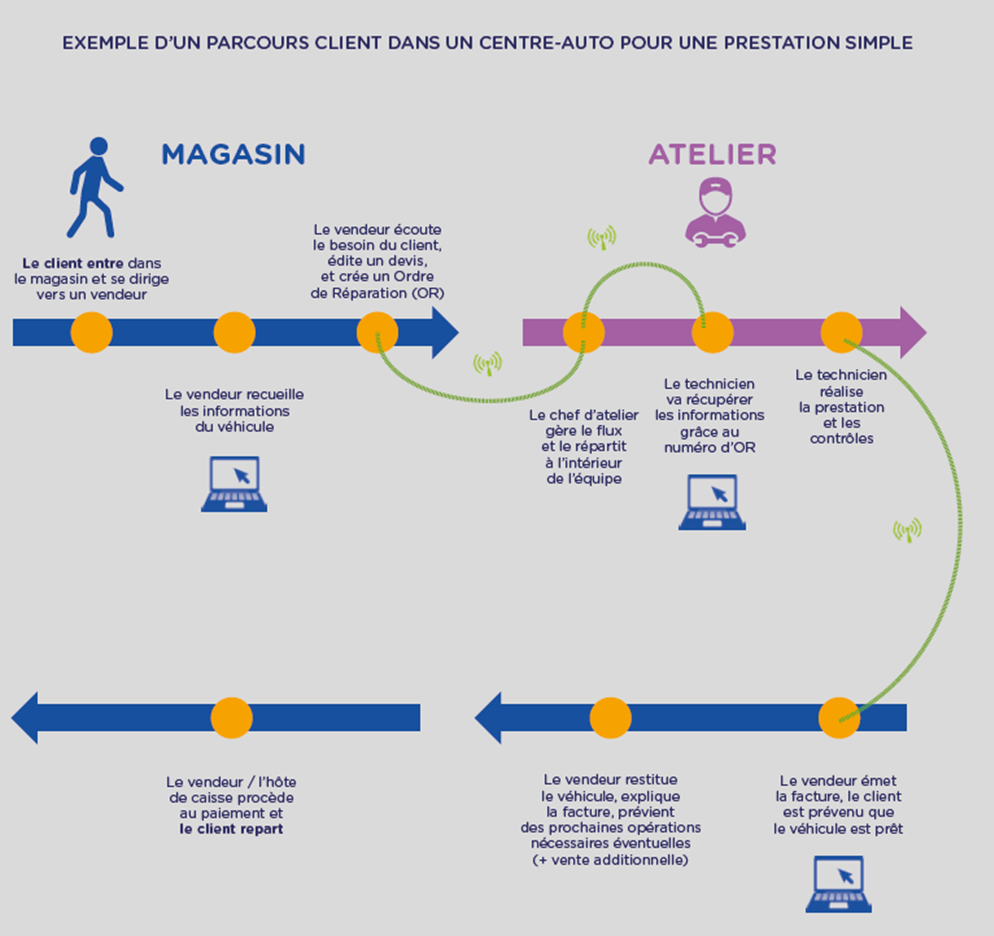 EXEMPLE D'UN PARCOURS CLIENT DANS UN CENTRE-AUTO POUR UNE PRESTATION SIMPLE
MAGASIN
ATELIER
Le client entre dans
le magasin et se dirige
vers un vendeur
Le vendeur recueille
les informations
du véhicule
Le vendeur écoute
le besoin du client,
édite un devis,
et crée un Ordre
de Réparation (OR)
Le chef d'atelier
gère le flux
et le répartit
à l'intérieur
de l'équipe
Le technicien
va récupérer
les informations
grâce au
numéro d'OR
Le technicien
réalise
la prestation
et les
contrôles
Le vendeur émet
la facture, le client
est prévenu que
le véhicule est prêt
Le vendeur restitue
le véhicule, explique
la facture, prévient
des prochaines opérations
nécessaires éventuelles
(+ vente additionnelle)
Le vendeur / l'hôte
de caisse procède
au paiement et
le client repart